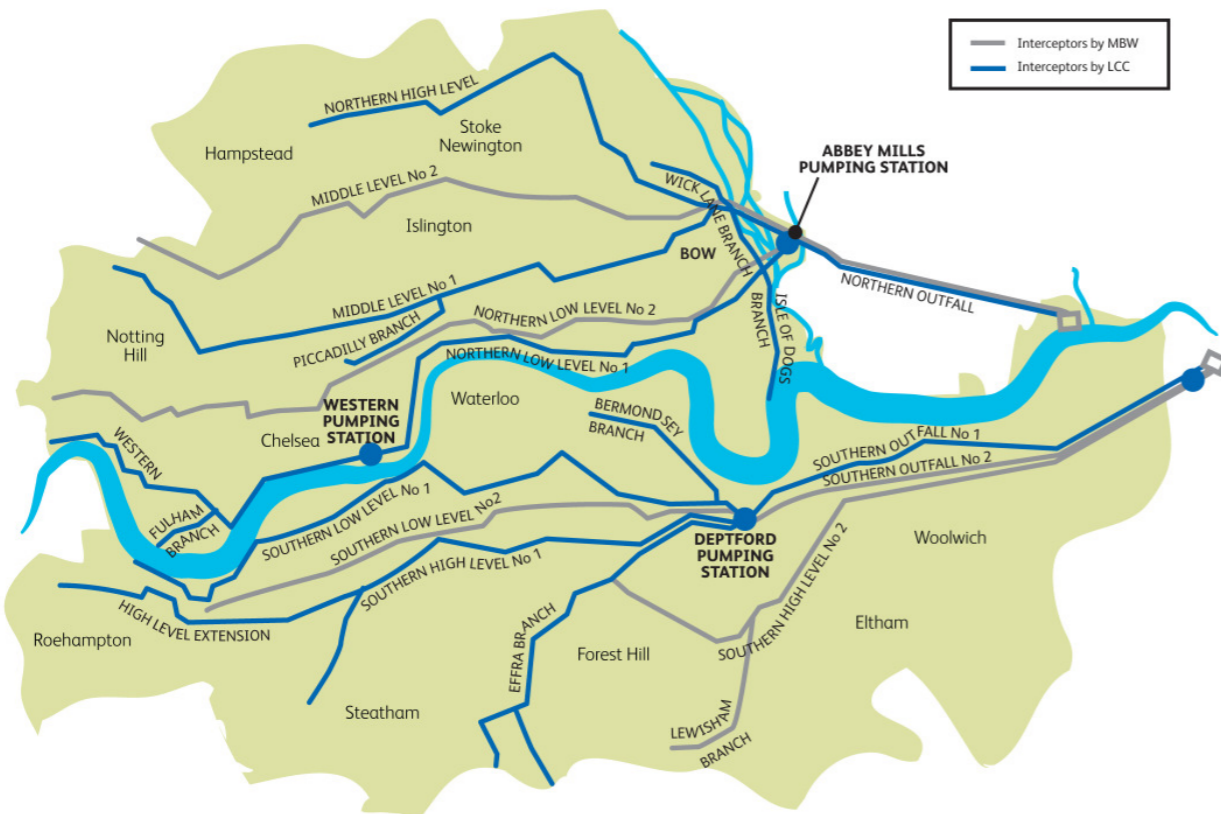 Interceptors by MBW
Interceptors by LCC
NORTHERN HIGH LEVEL
Stoke
Newington
Hampstead
ABBEY MILLS
PUMPING STATION
MIDDLE LEVEL No 2
WICK LANE BRANCH
Islington
BOW
NORTHERN OUTFALL
MIDDLE LEVEL No 1
ISLE OF DOGS
BRANCH
NORTHERN LOW LEVEL No 2
Notting
Hill
PICCADILLY BRANCH
NORTHERN LOW LEVEL No 1
WESTERN
PUMPING
STATION
Waterloo
BERMONDSEY
BRANCH
Chelsea
WESTERN
SOUTHERN OUTFALL No 1
SOUTHERN OUTFALL No 2
FULHAM
BRANCH
SOUTHERN LOW LEVEL No 1
SOUTHERN LOW LEVEL No2
DEPTFORD
PUMPING
STATION
Woolwich
SOUTHERN HIGH LEVEL No 1
SOUTHERN HIGH LEVEL No 2
HIGH LEVEL EXTENSION
Roehampton
Eltham
EFFRA BRANCH
Forest Hill
Steatham
LEWISHAM
BRANCH